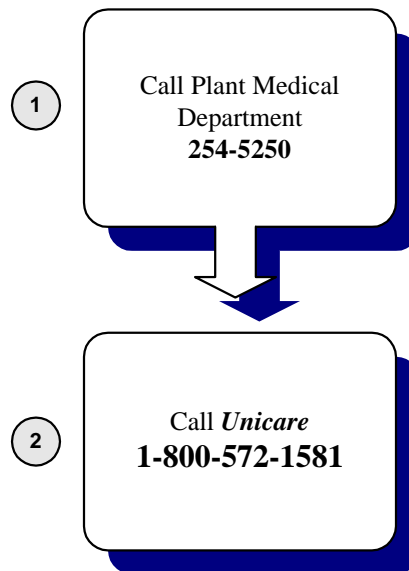 1
Call Plant Medical
Department
254-5250
2
Call Unicare
1-800-572-1581